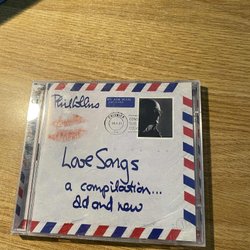 Phil Collins
Love Songs
a compilation...
old and new